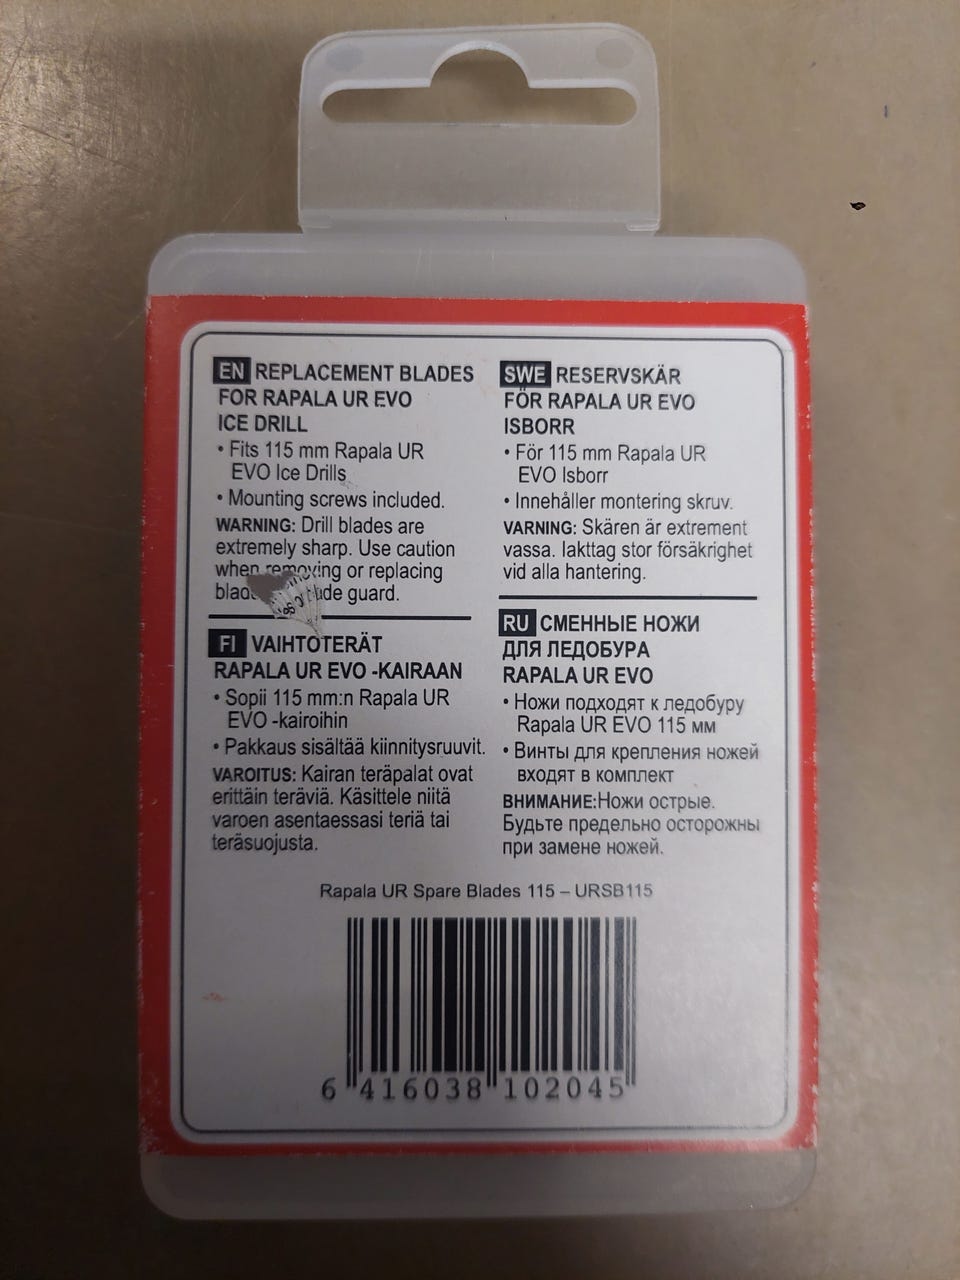 EN REPLACEMENT BLADES
FOR RAPALA UR EVO
ICE DRILL
• Fits 115 mm Rapala UR
EVO Ice Drills
• Mounting screws included.
WARNING: Drill blades are
extremely sharp. Use caution
when removing or replacing
guard.
SWE RESERVSKÄR
FÖR RAPALA UR EVO
ISBORR
• För 115 mm Rapala UR
EVO Isborr
• Innehåller montering skruv.
VARNING: Skären är extrement
vassa. Iakttag stor försäkrighet
vid alla hantering.
FI VAIHTOTERÄT
RAPALA UR EVO -KAIRAAN
• Sopii 115 mm:n Rapala UR
EVO -kairoihin
• Pakkaus sisältää kiinnitysruuvit.
VAROITUS: Kairan teräpalat ovat
erittäin teräviä. Käsittele niitä
varoen asentaessasi teriä tai
teräsuojusta.
RU СМЕННЫЕ НОЖИ
ДЛЯ ЛЕДОБУРА
RAPALA UR EVO
• Ножи подходят к ледобуру
Rapala UR EVO 115 мм
• Винты для крепления ножей
входят в комплект
ВНИМАНИЕ:Ножи острые.
Будьте предельно осторожны
при замене ножей.
Rapala UR Spare Blades 115 – URSB115
6 416038 102045